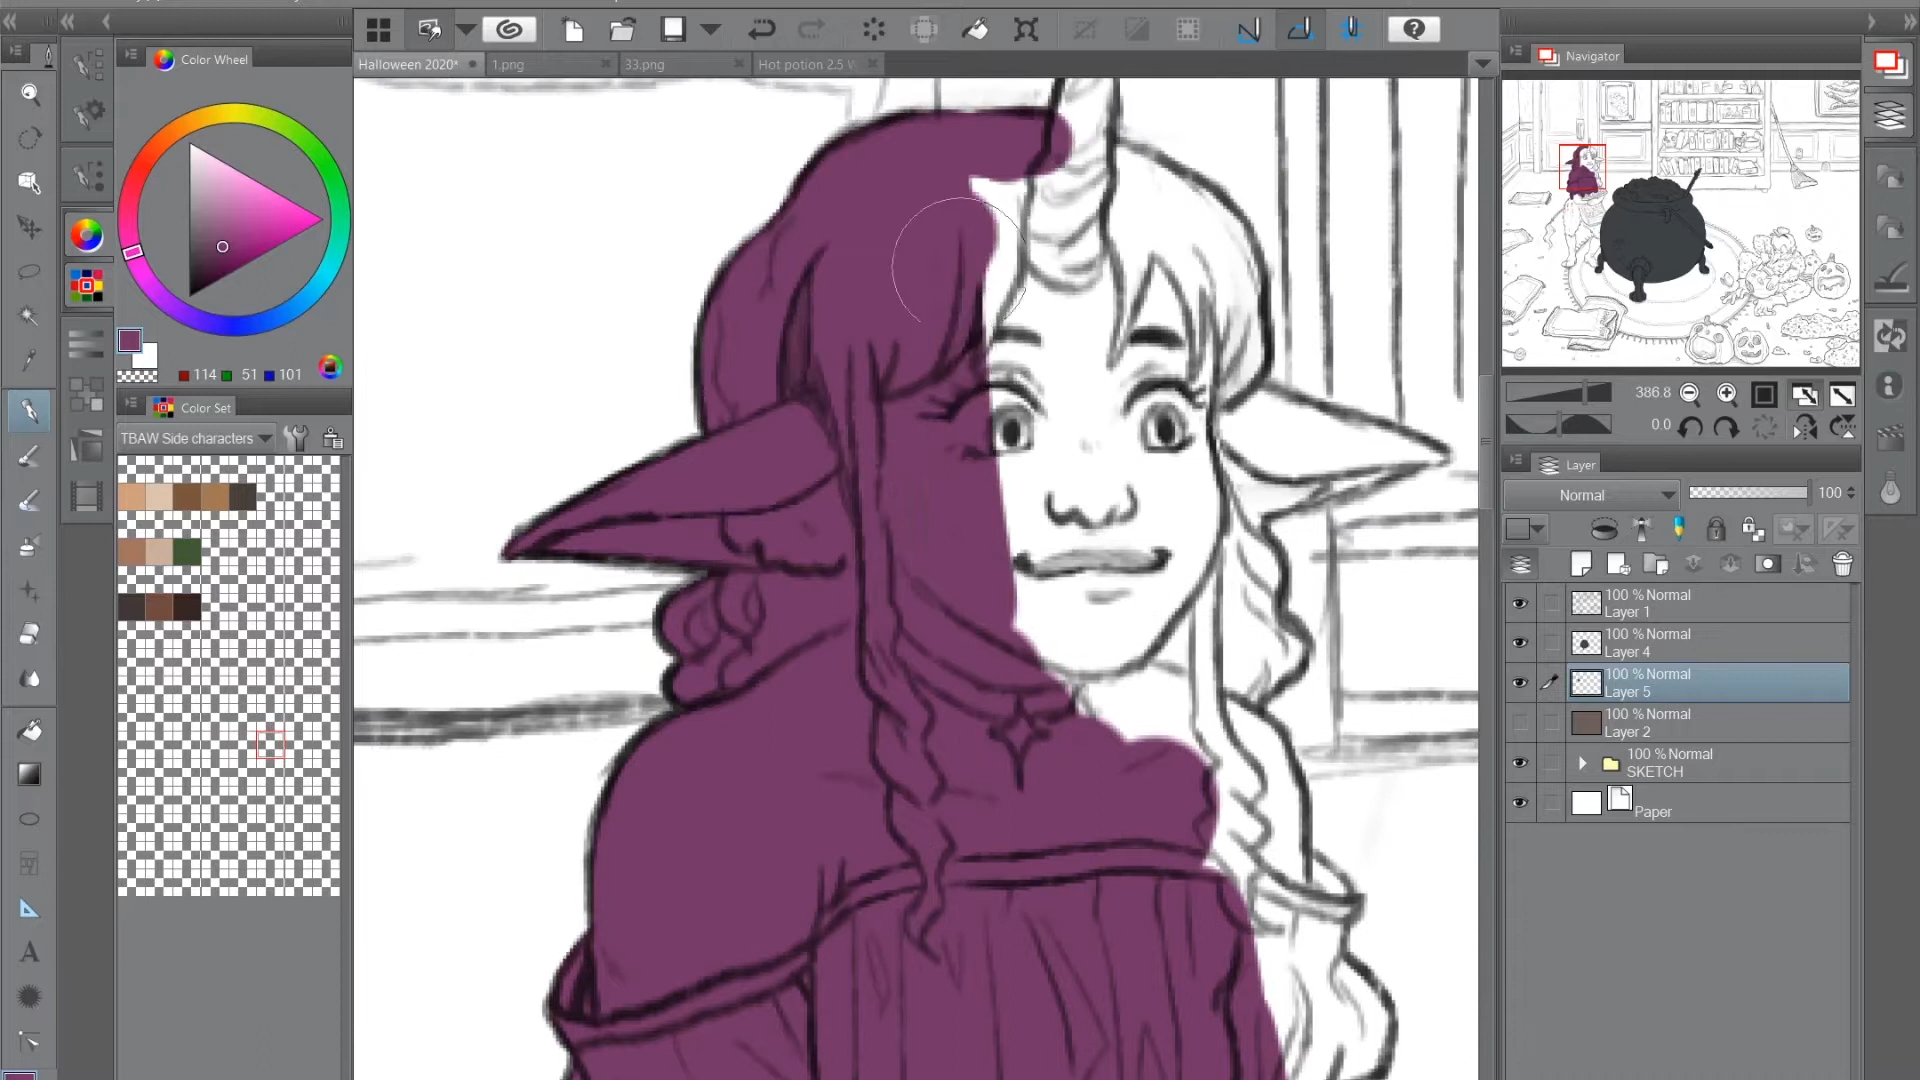 Color Wheel
Halloween 2020*
1.png
33.png
Hot potion 2.5
Navigator
114 51 101
386.8
0.0
Color Set
TBAW Side characters
Layer
Normal
100
100 % Normal
Layer 1
100 % Normal
Layer 4
100 % Normal
Layer 5
100 % Normal
Layer 2
100 % Normal
SKETCH
Paper